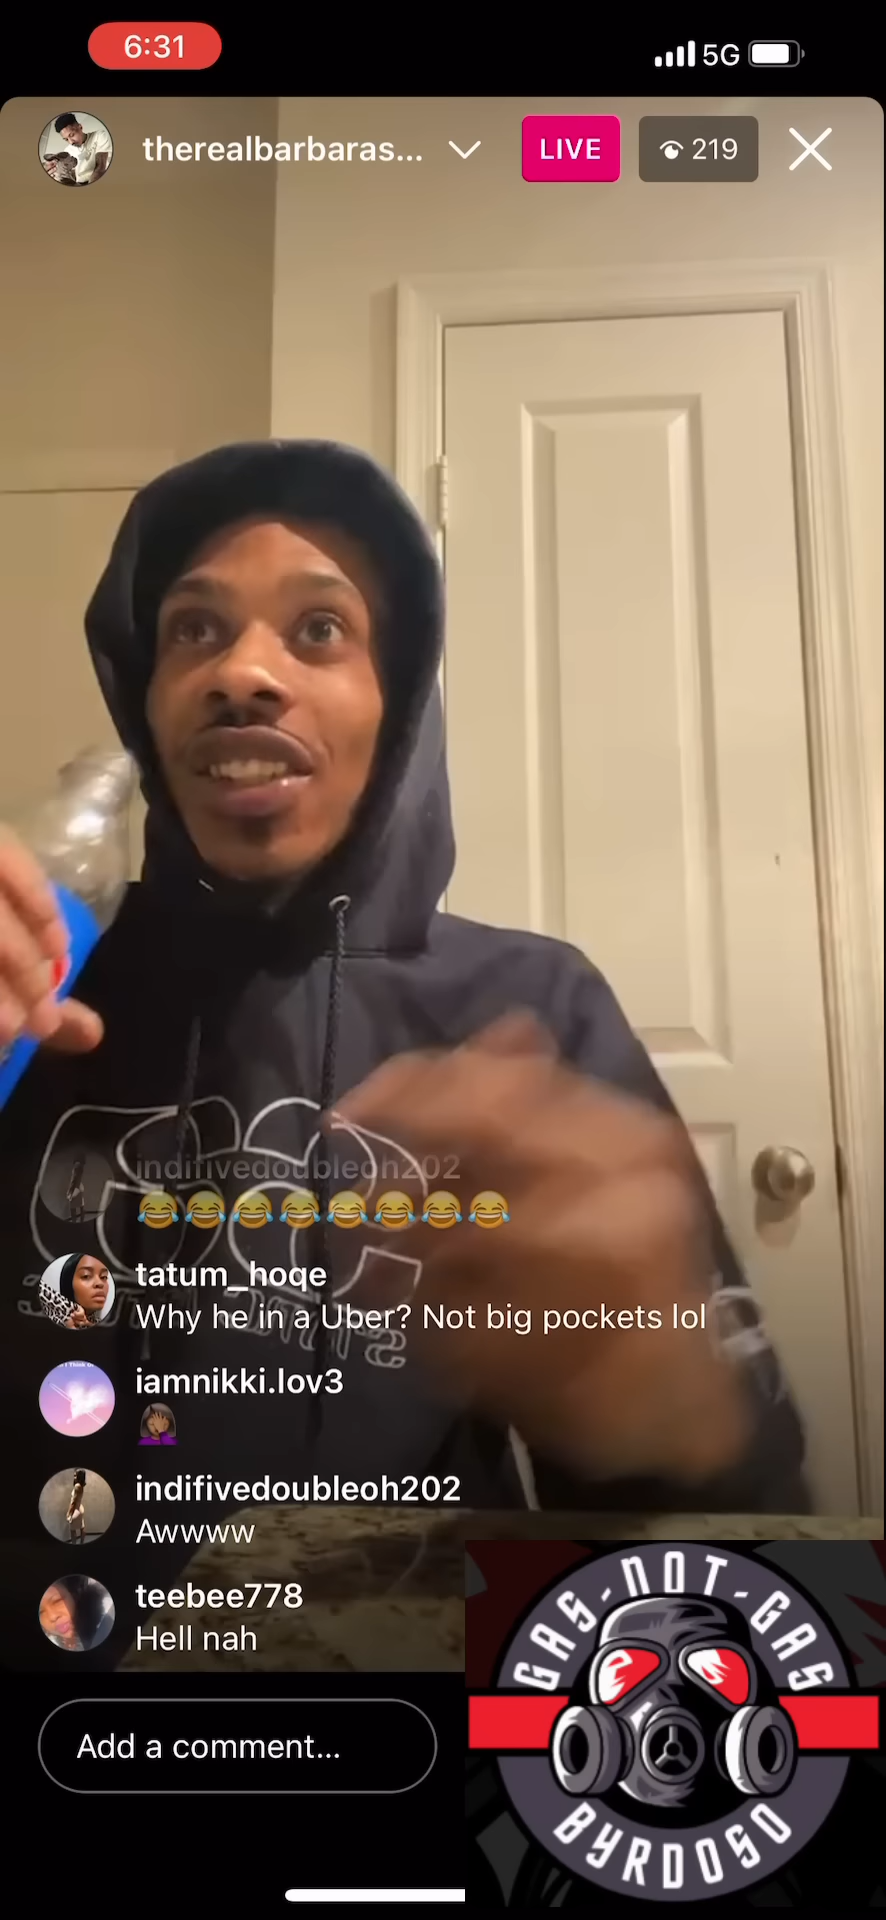 6:31
5G
therealbarbaras...
LIVE
219
indifivedoubleoh202
😂😂😂😂😂😂😂😂
tatum_hoqe
Why he in a Uber? Not big pockets lol
iamnikki.lov3
🤦🏾‍♀️
indifivedoubleoh202
Awwww
teebee778
Hell nah
Add a comment...
GAS-NOT-GAS
BYRDOSO